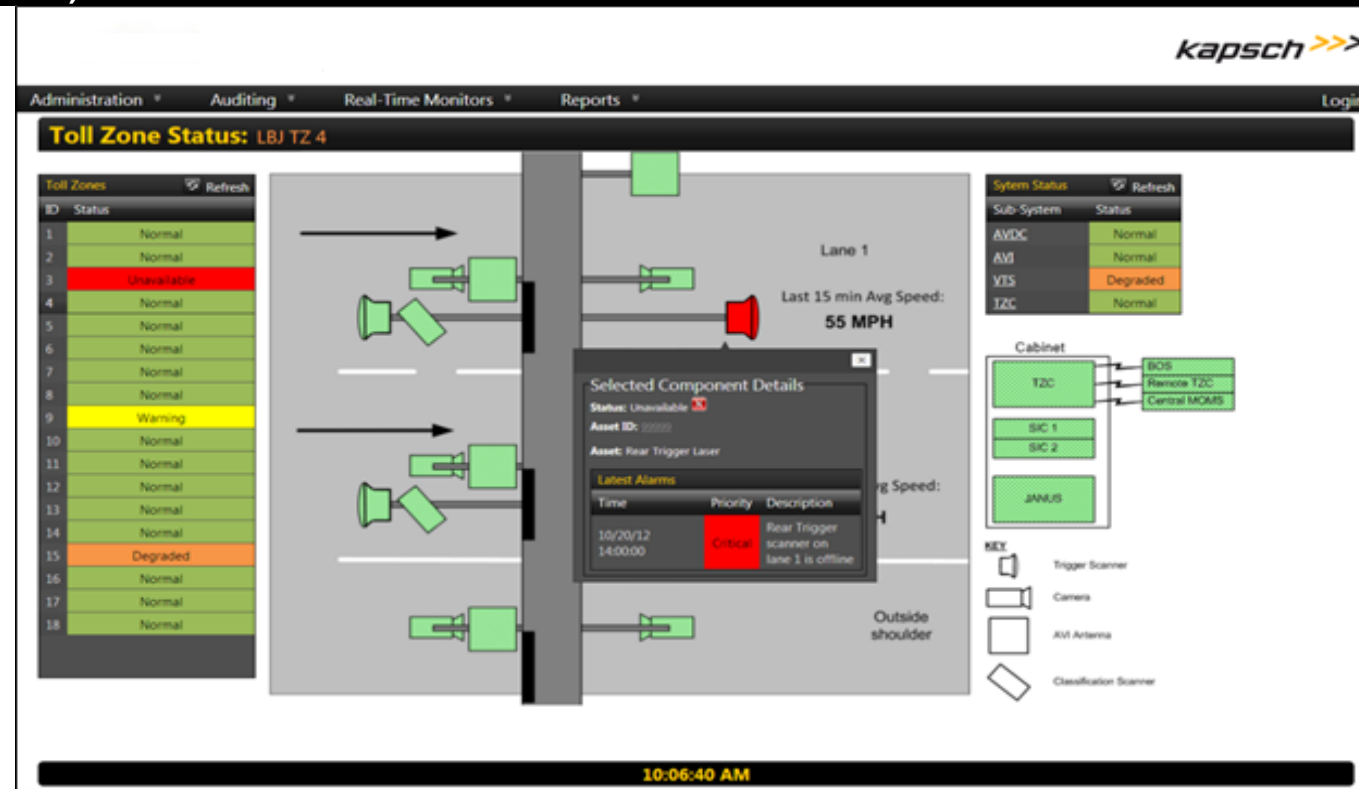 kapsch >>>
Administration Auditing Real-Time Monitors Reports Login
Toll Zone Status: LBJ TZ 4
Toll Zones Refresh
ID Status
1 Normal
2 Normal
3 Unavailable
4 Normal
5 Normal
6 Normal
7 Normal
8 Normal
9 Warning
10 Normal
11 Normal
12 Normal
13 Normal
14 Normal
15 Degraded
16 Normal
17 Normal
18 Normal
Lane 1
Last 15 min Avg Speed:
55 MPH
Selected Component Details
Status: Unavailable
Asset ID: 99999
Asset: Rear Trigger Laser
Latest Alarms
Time Priority Description
10/20/12
14:00:00
Critical
Rear Trigger
scanner on
lane 1 is offline
Speed:
Outside
shoulder
Sytem Status Refresh
Sub-System Status
AVDC Normal
AVI Normal
VTS Degraded
TZC Normal
Cabinet
TZC
BOS
Remote TZC
Central MOMS
SIC 1
SIC 2
JANUS
KEY
Trigger Scanner
Camera
AVI Antenna
Classification Scanner
10:06:40 AM